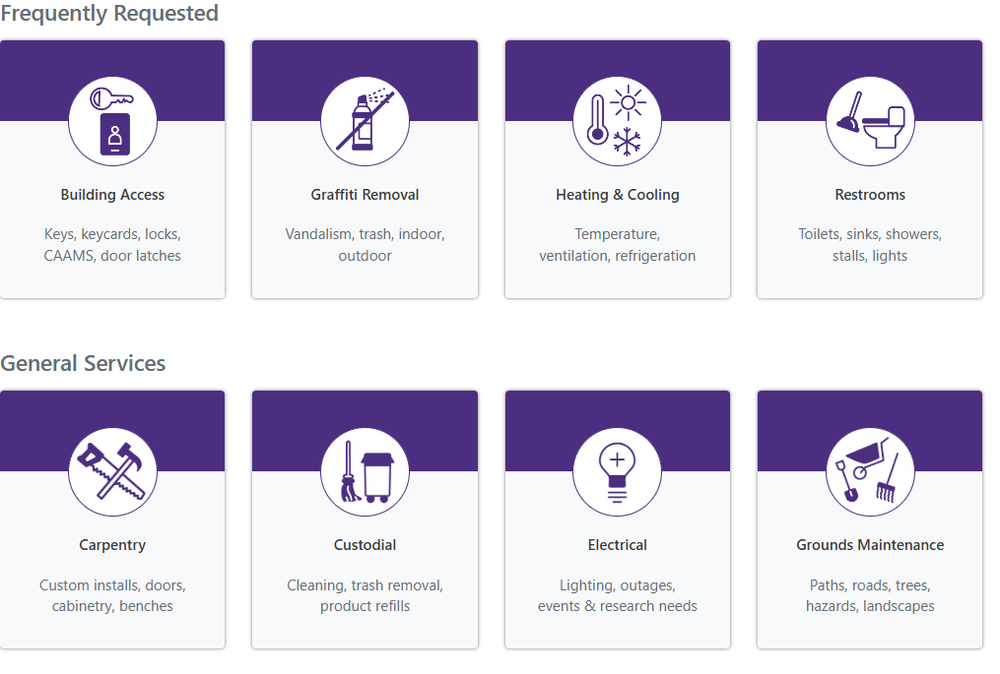 Frequently Requested
Building Access
Keys, keycards, locks,
CAAMS, door latches
Graffiti Removal
Vandalism, trash, indoor,
outdoor
Heating & Cooling
Temperature,
ventilation, refrigeration
Restrooms
Toilets, sinks, showers,
stalls, lights
General Services
Carpentry
Custom installs, doors,
cabinetry, benches
Custodial
Cleaning, trash removal,
product refills
Electrical
Lighting, outages,
events & research needs
Grounds Maintenance
Paths, roads, trees,
hazards, landscapes